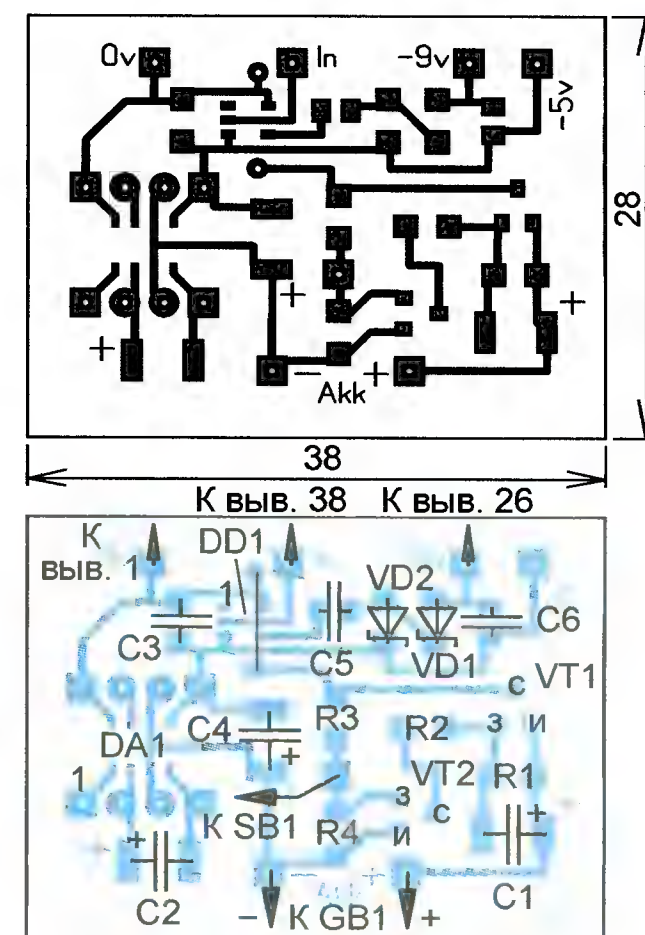 0v In -9v -5v
28
+ +
+
- Akk +
38
К выв. 38 К выв. 26
К выв. 1 DD1
1 VD2
C3 C5 VD1 C6
с VT1
C4 R3 R2 з и
DA1 +
1 VT2 R1
К SB1 R4 з с +
и
+
C2 C1
- К GB1 +